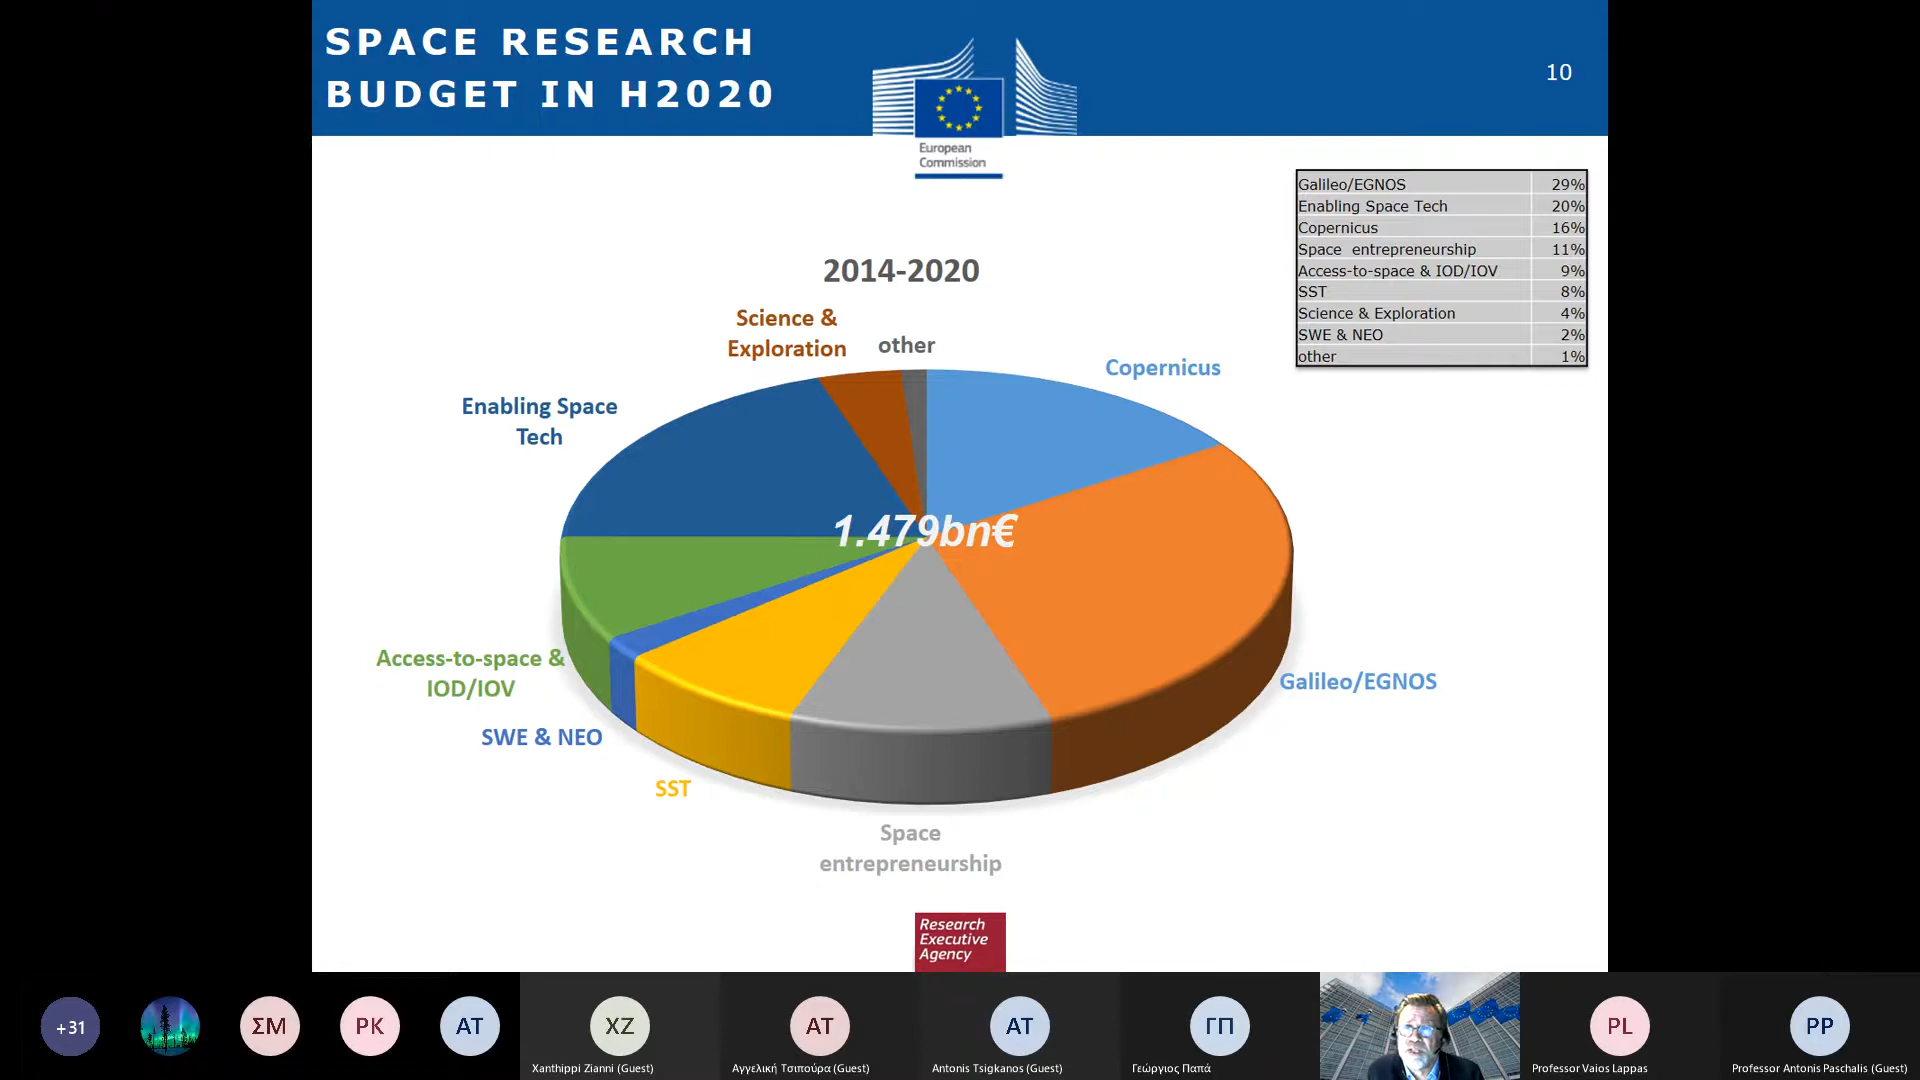 SPACE RESEARCH
BUDGET IN H2020
10
European
Commission
Galileo/EGNOS 29%
Enabling Space Tech 20%
Copernicus 16%
Space entrepreneurship 11%
Access-to-space & IOD/IOV 9%
SST 8%
Science & Exploration 4%
SWE & NEO 2%
other 1%
2014-2020
Science &
Exploration
other
Copernicus
Enabling Space
Tech
1.479bn€
Access-to-space &
IOD/IOV
Galileo/EGNOS
SWE & NEO
SST
Space
entrepreneurship
Research
Executive
Agency
+31
ΣΜ
PK
AT
XZ
AT
AT
ΓΠ
PL
PP
Xanthippi Zianni (Guest)
Αγγελική Τσιπούρα (Guest)
Antonis Tsigkanos (Guest)
Γεώργιος Παπά
Professor Vaios Lappas
Professor Antonis Paschalis (Guest)